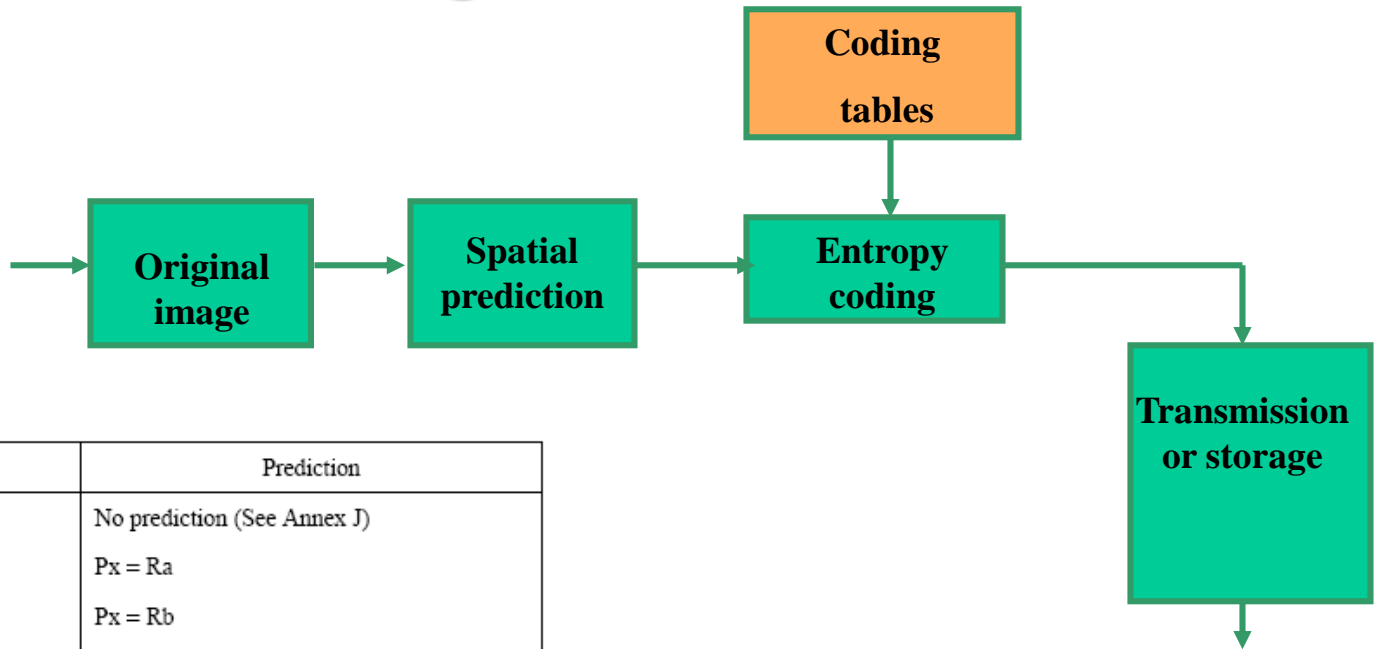 Coding
tables
Original
image
Spatial
prediction
Entropy
coding
Transmission
or storage
Prediction
No prediction (See Annex J)
Px = Ra
Px = Rb